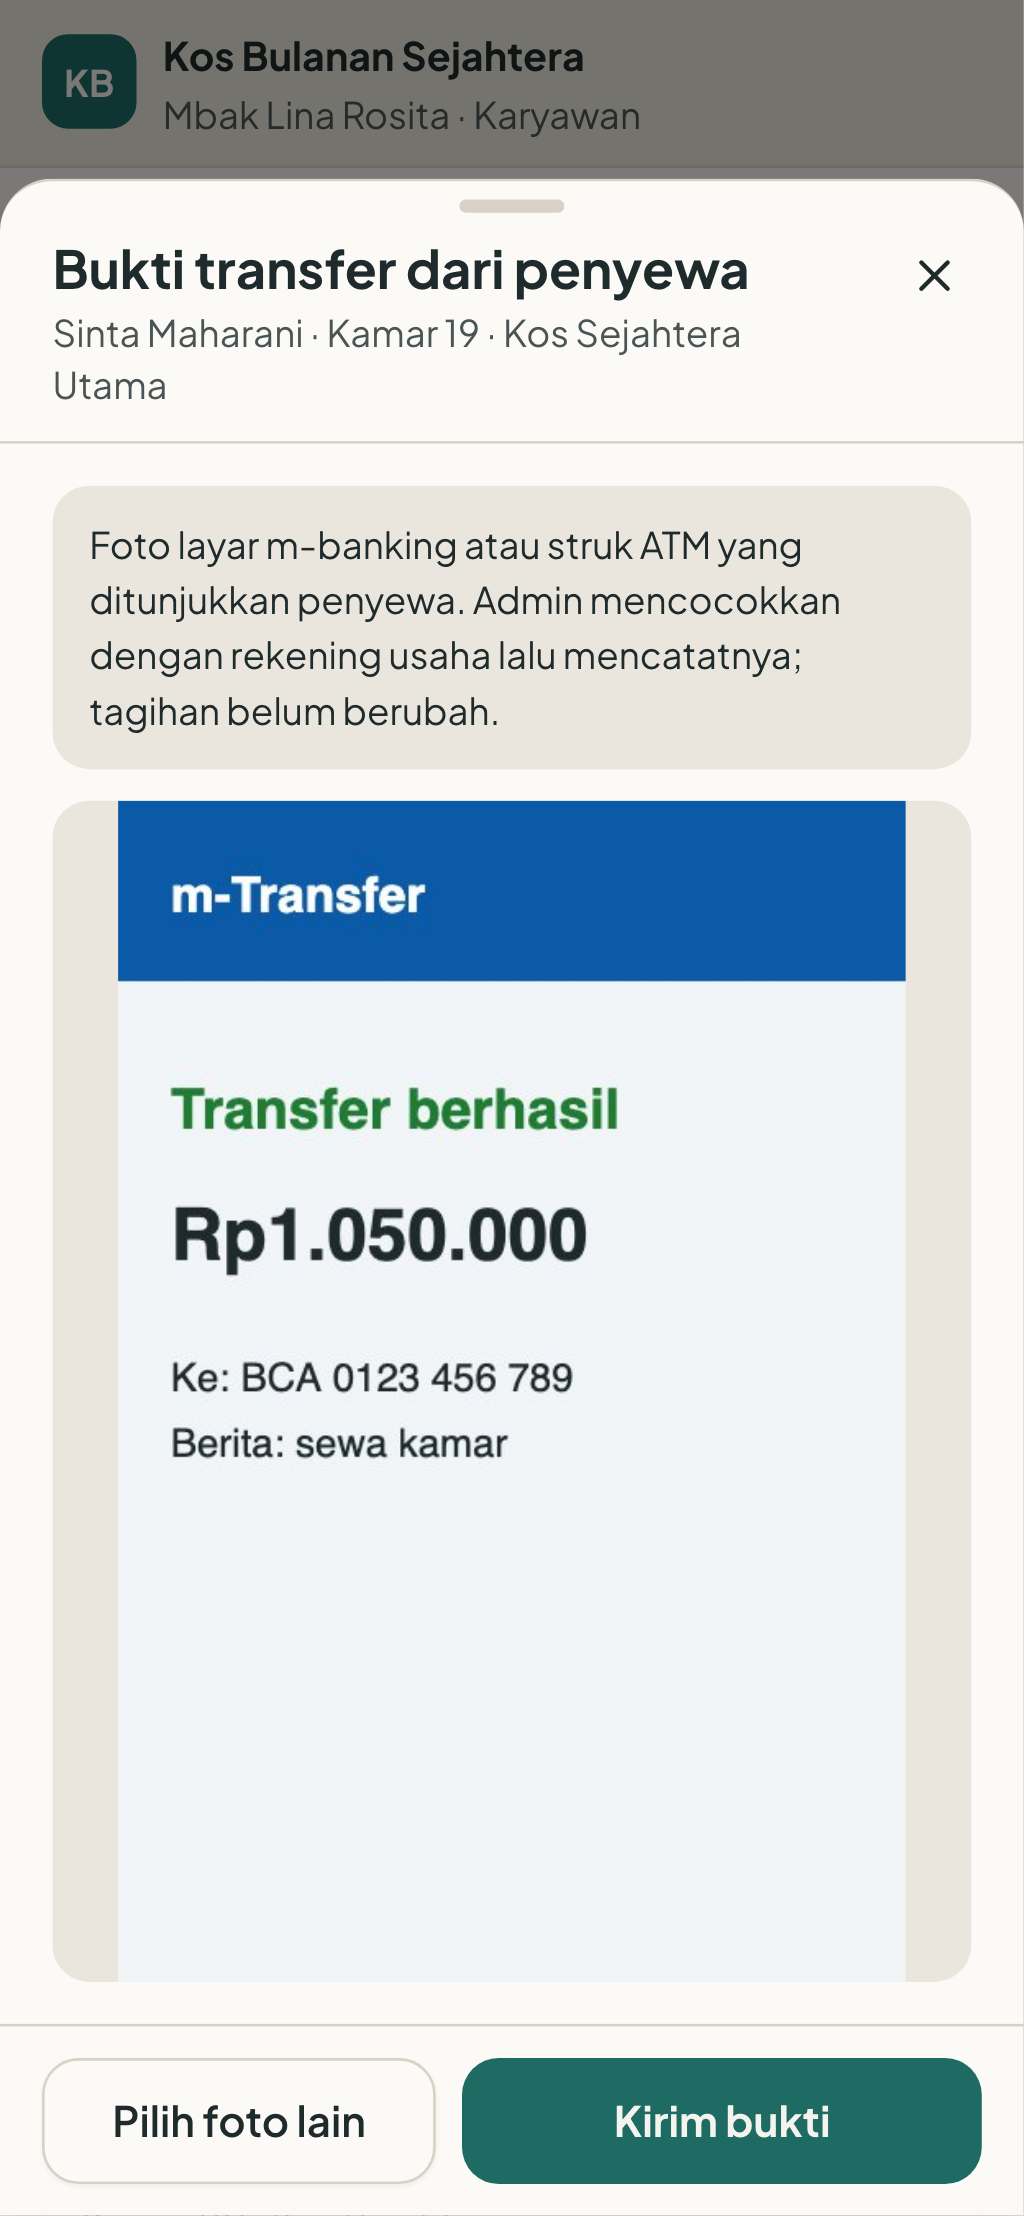 KB
Kos Bulanan Sejahtera
Mbak Lina Rosita · Karyawan
Bukti transfer dari penyewa
Sinta Maharani · Kamar 19 · Kos Sejahtera
Utama
Foto layar m-banking atau struk ATM yang
ditunjukkan penyewa. Admin mencocokkan
dengan rekening usaha lalu mencatatnya;
tagihan belum berubah.
m-Transfer
Transfer berhasil
Rp1.050.000
Ke: BCA 0123 456 789
Berita: sewa kamar
Pilih foto lain
Kirim bukti